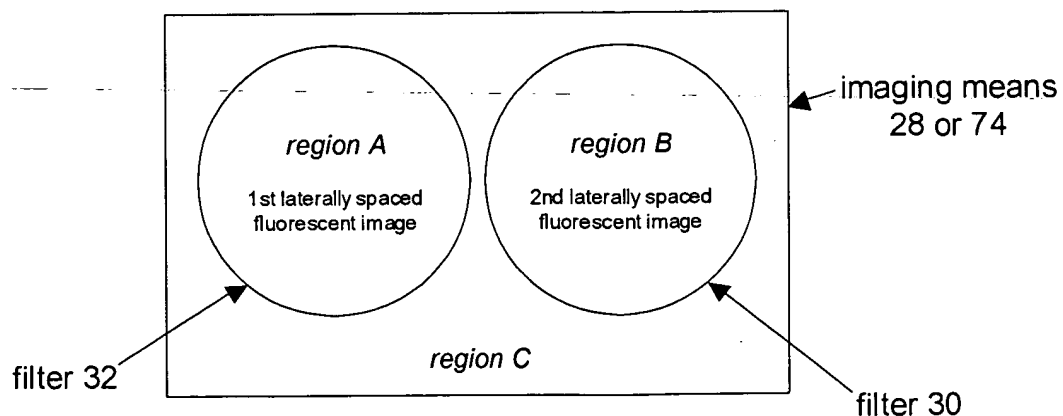 imaging means
28 or 74
region A
1st laterally spaced
fluorescent image
region B
2nd laterally spaced
fluorescent image
region C
filter 32
filter 30